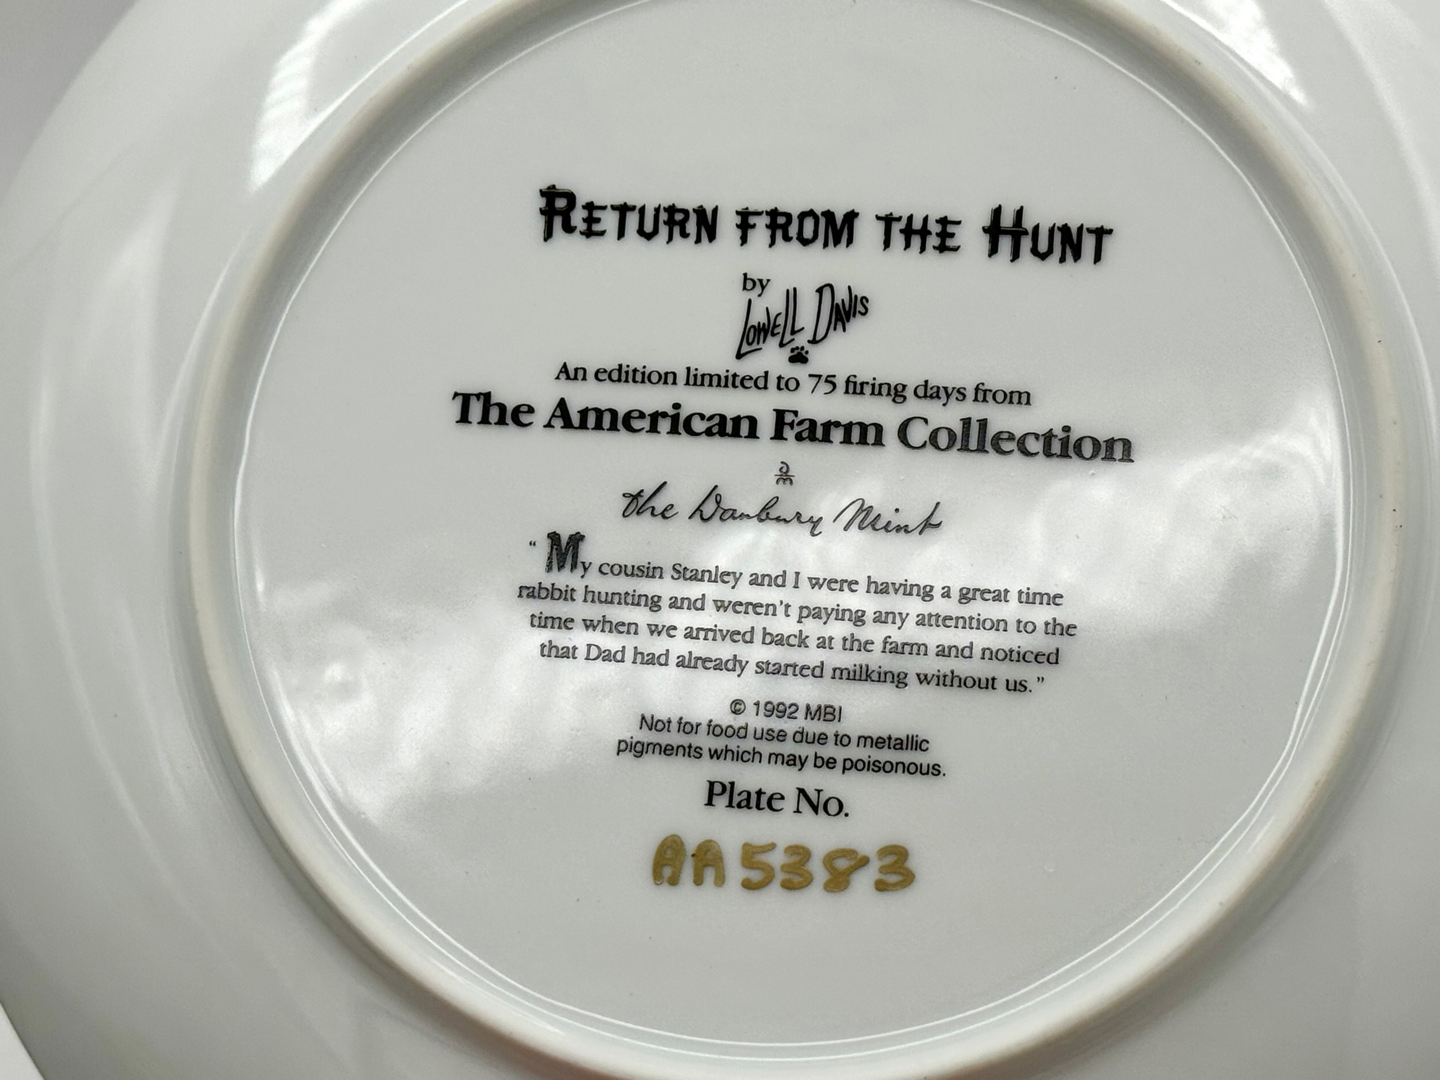 RETURN FROM THE HUNT
by
LOWELL DAVIS
An edition limited to 75 firing days from
The American Farm Collection
the Danbury Mint
“My cousin Stanley and I were having a great time
rabbit hunting and weren't paying any attention to the
time when we arrived back at the farm and noticed
that Dad had already started milking without us.”
© 1992 MBI
Not for food use due to metallic
pigments which may be poisonous.
Plate No.
AA5383